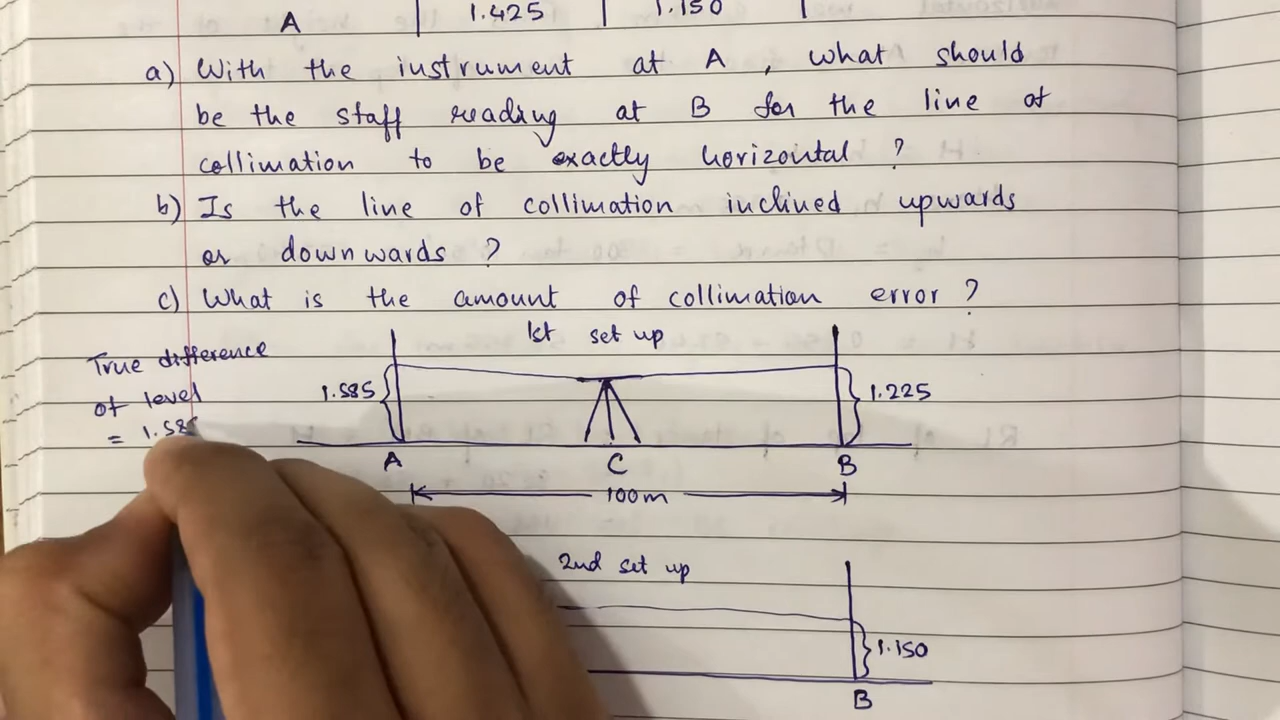 A 1.425 1.150
a) With the instrument at A, what should
be the staff reading at B for the line of
collimation to be exactly horizontal ?
b) Is the line of collimation inclined upwards
or downwards ?
c) What is the amount of collimation error ?
1st set up
True difference
of level
= 1.58
1.585
1.225
A C B
100m
2nd set up
1.150
B